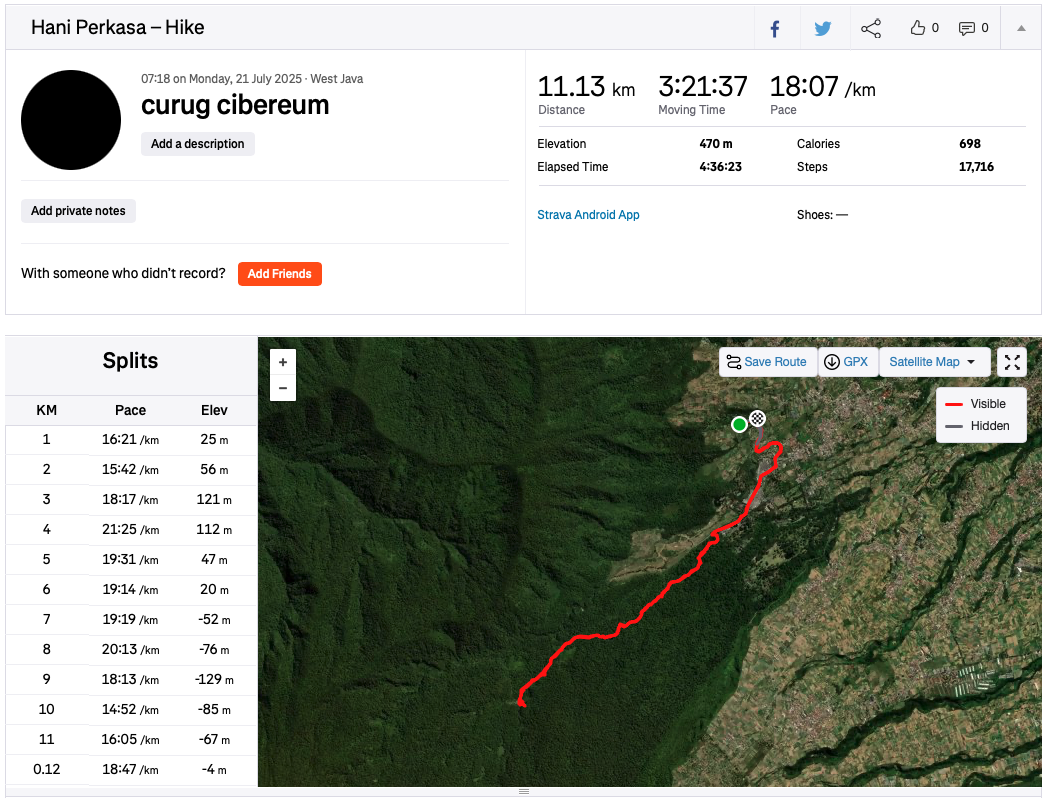 Hani Perkasa – Hike
0
0
07:18 on Monday, 21 July 2025 · West Java
curug cibereum
Add a description
Add private notes
With someone who didn't record?
Add Friends
11.13 km 3:21:37 18:07 /km
Distance Moving Time Pace
Elevation 470 m Calories 698
Elapsed Time 4:36:23 Steps 17,716
Strava Android App Shoes: —
Splits
KM Pace Elev
1 16:21 /km 25 m
2 15:42 /km 56 m
3 18:17 /km 121 m
4 21:25 /km 112 m
5 19:31 /km 47 m
6 19:14 /km 20 m
7 19:19 /km -52 m
8 20:13 /km -76 m
9 18:13 /km -129 m
10 14:52 /km -85 m
11 16:05 /km -67 m
0.12 18:47 /km -4 m
+
−
Save Route GPX Satellite Map
Visible
Hidden